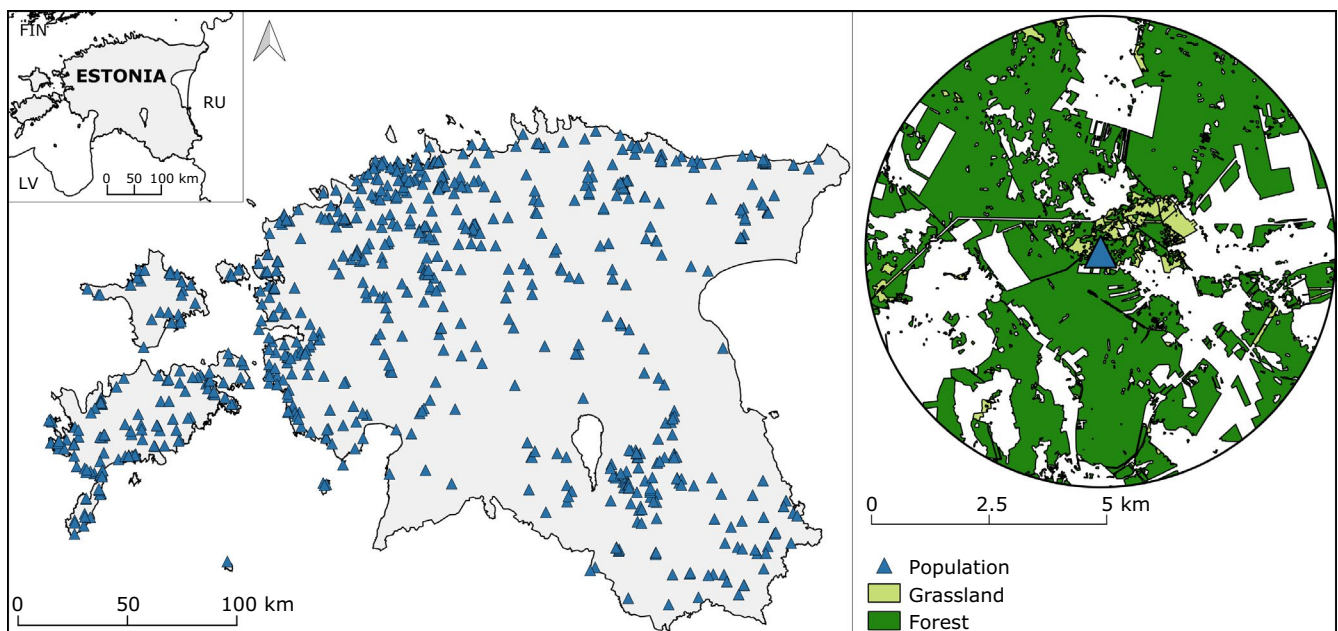 FIN
ESTONIA
RU
LV
0 50 100 km
0 50 100 km
0 2.5 5 km
Population
Grassland
Forest